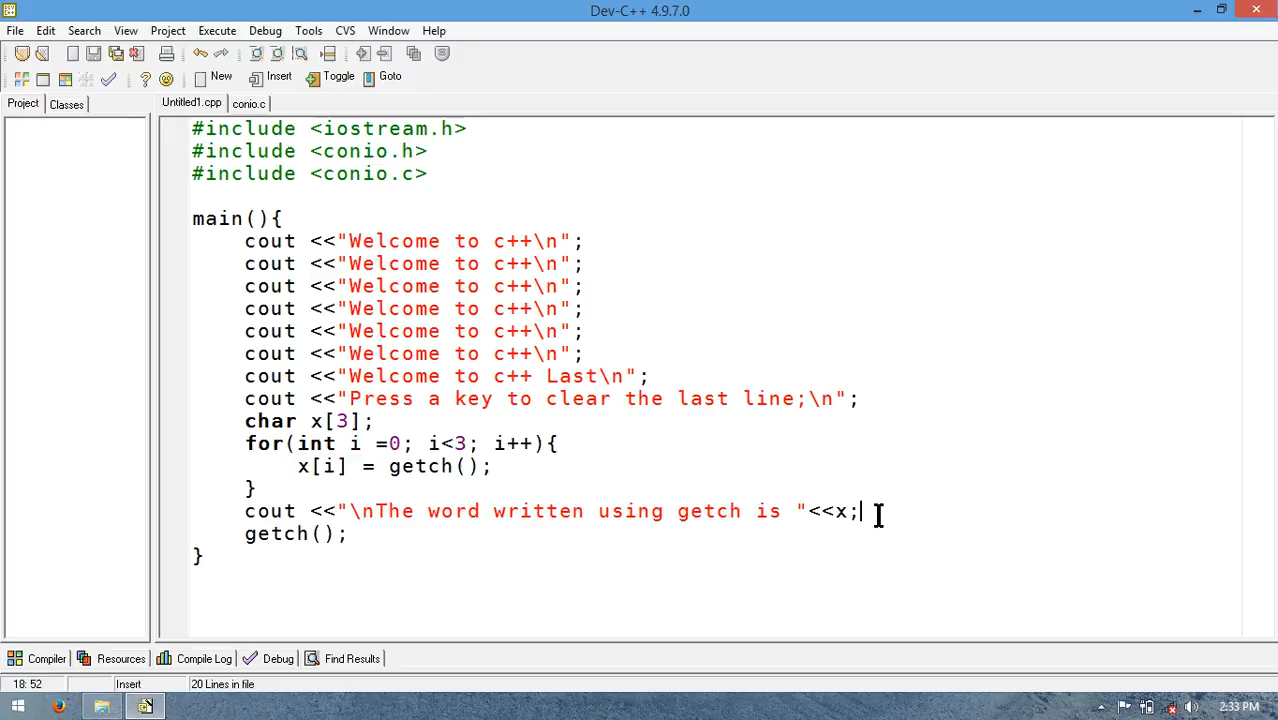 Dev-C++ 4.9.7.0
File Edit Search View Project Execute Debug Tools CVS Window Help
New Insert Toggle Goto
Project Classes Untitled1.cpp conio.c
#include <iostream.h>
#include <conio.h>
#include <conio.c>
main(){
cout <<"Welcome to c++\n";
cout <<"Welcome to c++\n";
cout <<"Welcome to c++\n";
cout <<"Welcome to c++\n";
cout <<"Welcome to c++\n";
cout <<"Welcome to c++\n";
cout <<"Welcome to c++ Last\n";
cout <<"Press a key to clear the last line;\n";
char x[3];
for(int i =0; i<3; i++){
x[i] = getch();
}
cout <<"\nThe word written using getch is "<<x;
getch();
}
Compiler Resources Compile Log Debug Find Results
18: 52 Insert 20 Lines in file
2:33 PM